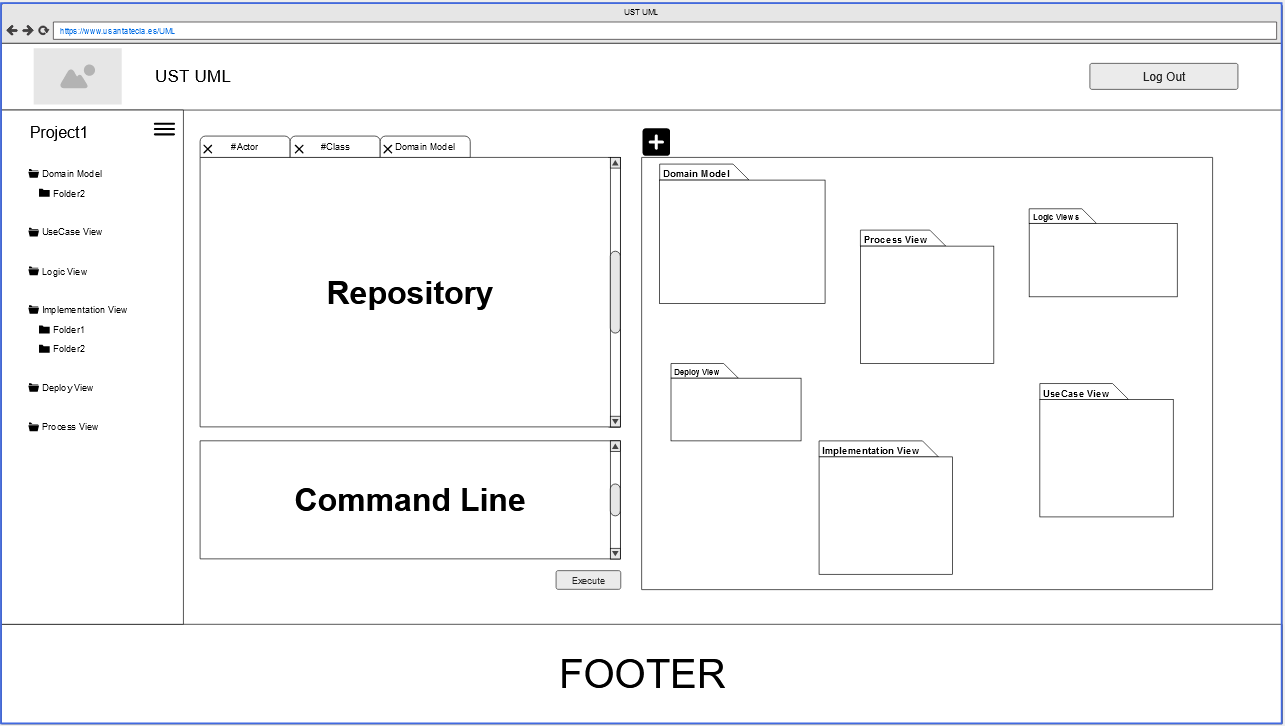 UST UML
https://www.usantatecla.es/UML
UST UML
Log Out
Project1
Domain Model
Folder2
UseCase View
Logic View
Implementation View
Folder1
Folder2
Deploy View
Process View
#Actor
#Class
Domain Model
Repository
Command Line
Execute
Domain Model
Process View
Logic Views
Deploy View
UseCase View
Implementation View
FOOTER